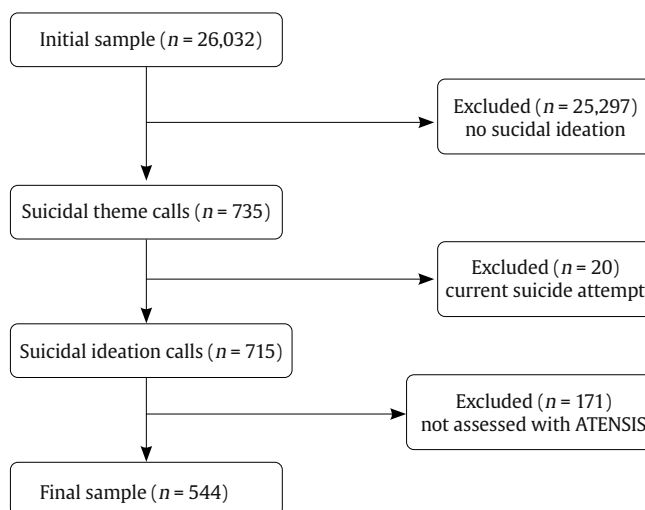 Initial sample (n = 26,032)
Excluded (n = 25,297)
no sucidal ideation
Suicidal theme calls (n = 735)
Excluded (n = 20)
current suicide attempt
Suicidal ideation calls (n = 715)
Excluded (n = 171)
not assessed with ATENSIS
Final sample (n = 544)